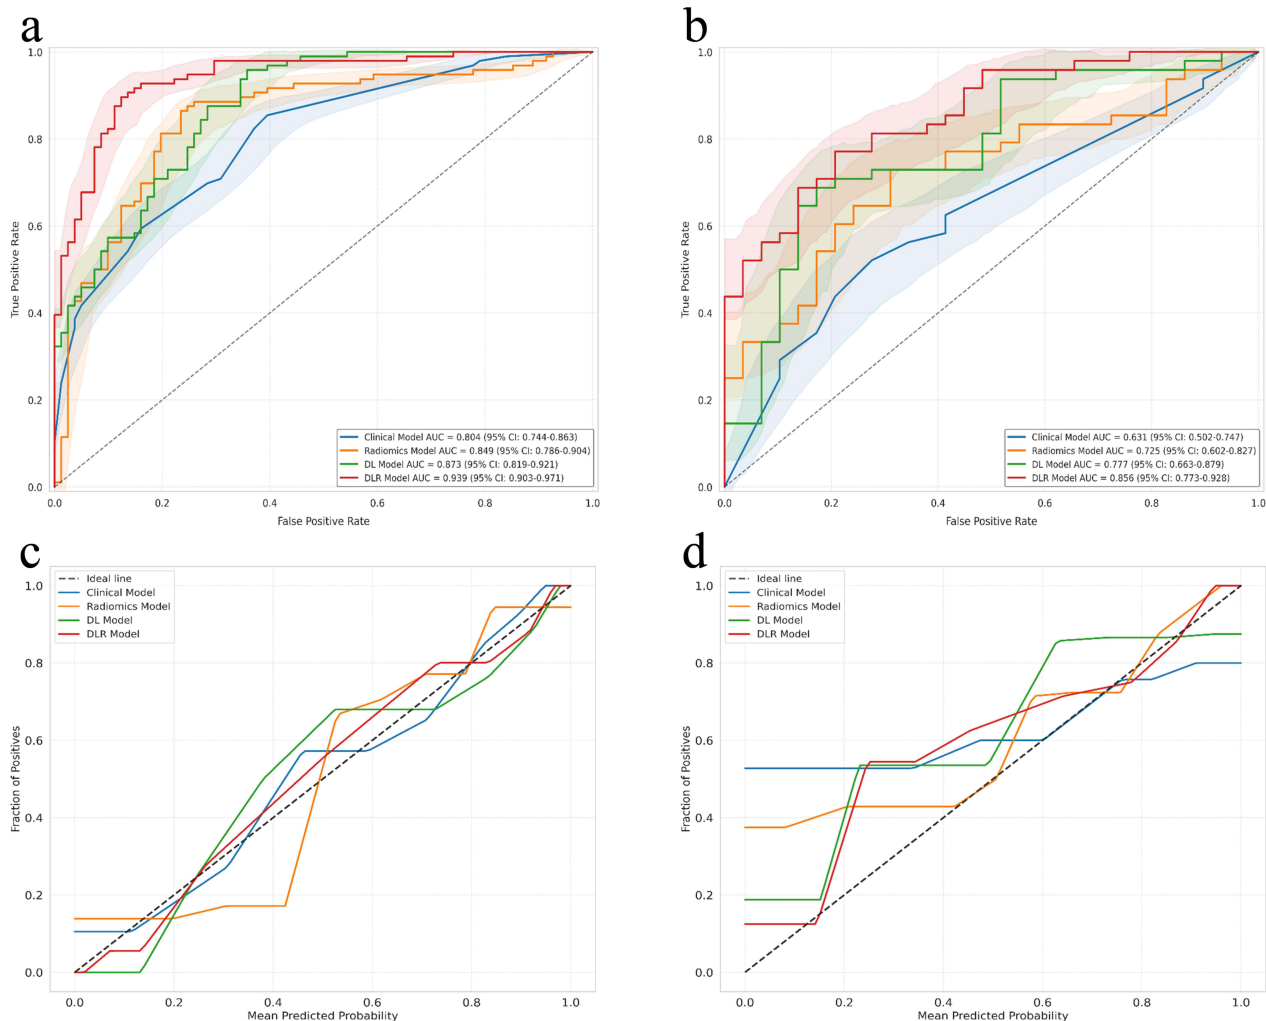 a
1.0
0.8
0.6
0.4
0.2
0.0
True Positive Rate
0.0 0.2 0.4 0.6 0.8 1.0
False Positive Rate
Clinical Model AUC = 0.804 (95% CI: 0.744-0.863)
Radiomics Model AUC = 0.849 (95% CI: 0.786-0.904)
DL Model AUC = 0.873 (95% CI: 0.819-0.921)
DLR Model AUC = 0.939 (95% CI: 0.903-0.971)
b
1.0
0.8
0.6
0.4
0.2
0.0
True Positive Rate
0.0 0.2 0.4 0.6 0.8 1.0
False Positive Rate
Clinical Model AUC = 0.631 (95% CI: 0.502-0.747)
Radiomics Model AUC = 0.725 (95% CI: 0.602-0.827)
DL Model AUC = 0.777 (95% CI: 0.663-0.879)
DLR Model AUC = 0.856 (95% CI: 0.773-0.928)
c
Ideal line
Clinical Model
Radiomics Model
DL Model
DLR Model
1.0
0.8
0.6
0.4
0.2
0.0
Fraction of Positives
0.0 0.2 0.4 0.6 0.8 1.0
Mean Predicted Probability
d
Ideal line
Clinical Model
Radiomics Model
DL Model
DLR Model
1.0
0.8
0.6
0.4
0.2
0.0
Fraction of Positives
0.0 0.2 0.4 0.6 0.8 1.0
Mean Predicted Probability